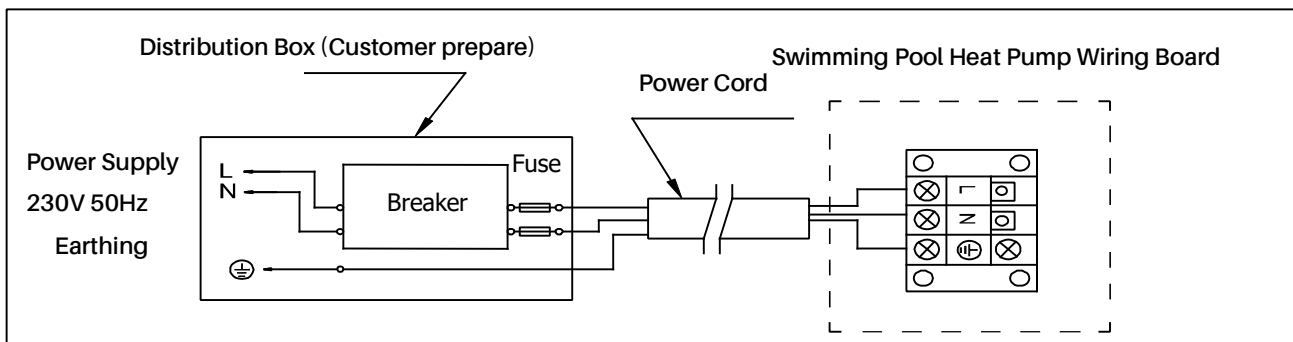 Distribution Box (Customer prepare)
Swimming Pool Heat Pump Wiring Board
Power Cord
Power Supply
230V 50Hz
Earthing
L
N
Breaker
Fuse
L
N